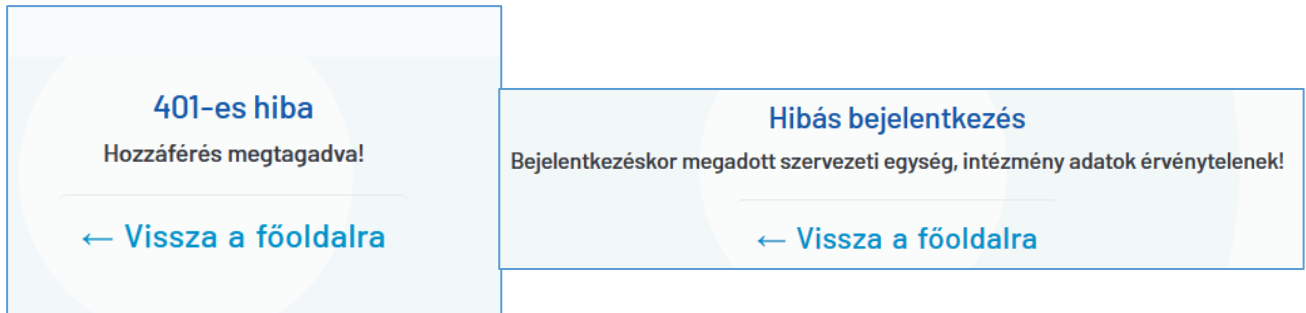 401-es hiba
Hozzáférés megtagadva!
← Vissza a főoldalra
Hibás bejelentkezés
Bejelentkezéskor megadott szervezeti egység, intézmény adatok érvénytelenek!
← Vissza a főoldalra